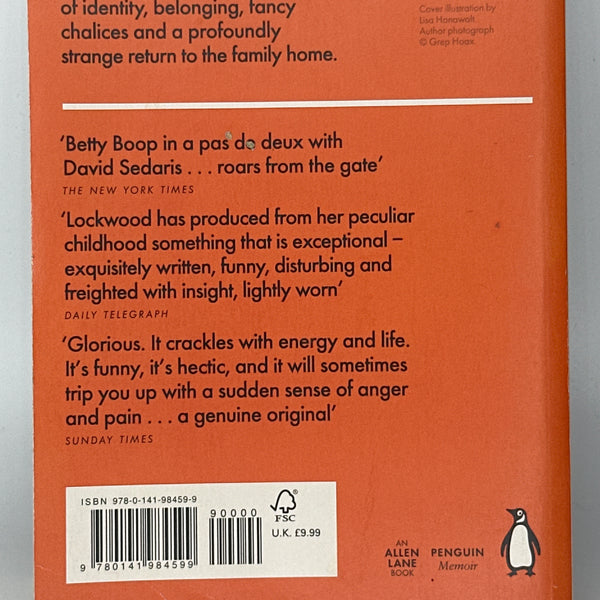 of identity, belonging, fancy
chalices and a profoundly
strange return to the family home.
Cover illustration by
Lisa Hanawalt.
Author photograph
© Grep Hoax.
‘Betty Boop in a pas de deux with
David Sedaris . . . roars from the gate’
THE NEW YORK TIMES
‘Lockwood has produced from her peculiar
childhood something that is exceptional –
exquisitely written, funny, disturbing and
freighted with insight, lightly worn’
DAILY TELEGRAPH
‘Glorious. It crackles with energy and life.
It’s funny, it’s hectic, and it will sometimes
trip you up with a sudden sense of anger
and pain . . . a genuine original’
SUNDAY TIMES
ISBN 978-0-141-98459-9
90000
9 780141 984599
FSC
U.K. £9.99
AN
ALLEN
LANE
BOOK
PENGUIN
Memoir